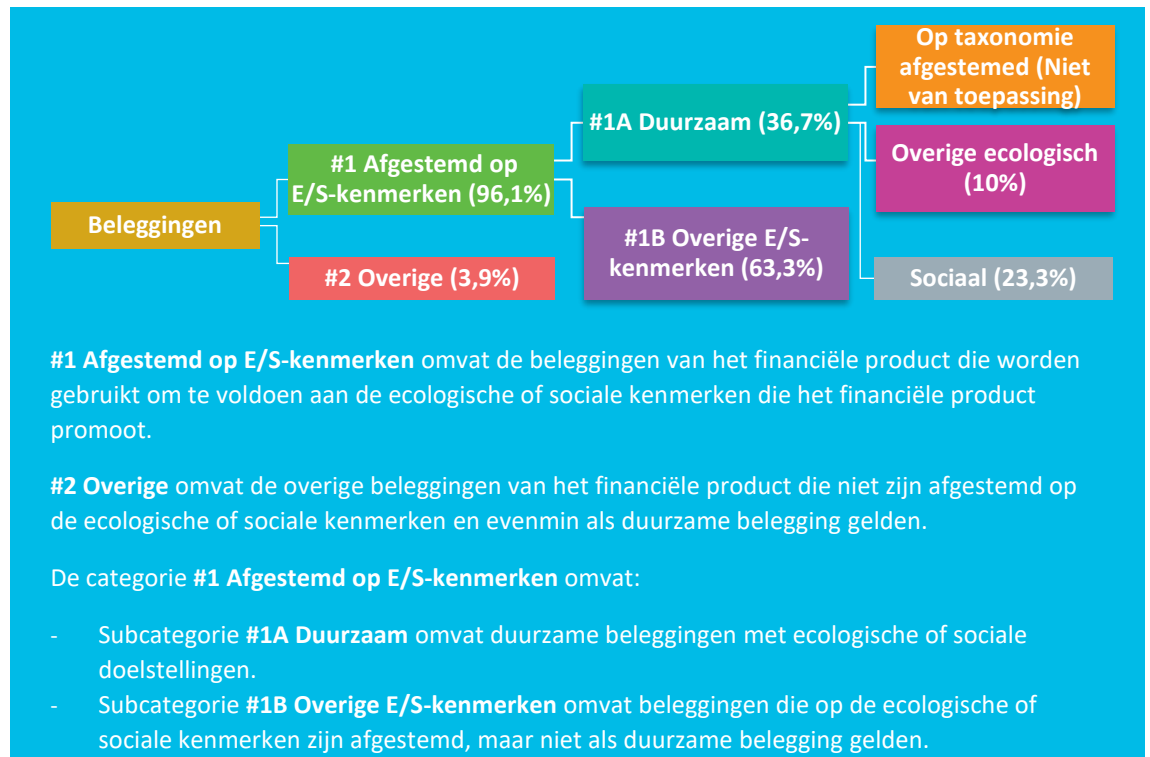 Op taxonomie
afgestemed (Niet
van toepassing)
#1A Duurzaam (36,7%)
Overige ecologisch
(10%)
#1 Afgestemd op
E/S-kenmerken (96,1%)
Beleggingen
#1B Overige E/S-
kenmerken (63,3%)
#2 Overige (3,9%)
Sociaal (23,3%)
#1 Afgestemd op E/S-kenmerken omvat de beleggingen van het financiële product die worden
gebruikt om te voldoen aan de ecologische of sociale kenmerken die het financiële product
promoot.
#2 Overige omvat de overige beleggingen van het financiële product die niet zijn afgestemd op
de ecologische of sociale kenmerken en evenmin als duurzame belegging gelden.
De categorie #1 Afgestemd op E/S-kenmerken omvat:
- Subcategorie #1A Duurzaam omvat duurzame beleggingen met ecologische of sociale
doelstellingen.
- Subcategorie #1B Overige E/S-kenmerken omvat beleggingen die op de ecologische of
sociale kenmerken zijn afgestemd, maar niet als duurzame belegging gelden.